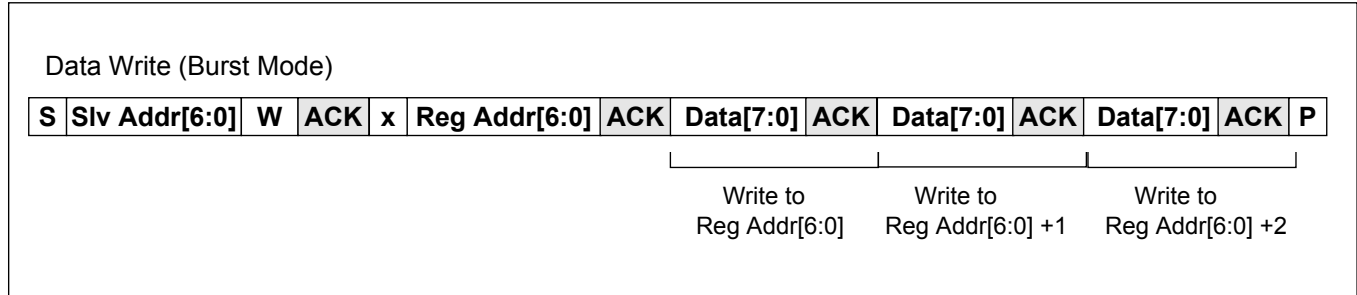 Data Write (Burst Mode)
S Slv Addr[6:0] W ACK x Reg Addr[6:0] ACK Data[7:0] ACK Data[7:0] ACK Data[7:0] ACK P
Write to Write to Write to
Reg Addr[6:0] Reg Addr[6:0] +1 Reg Addr[6:0] +2